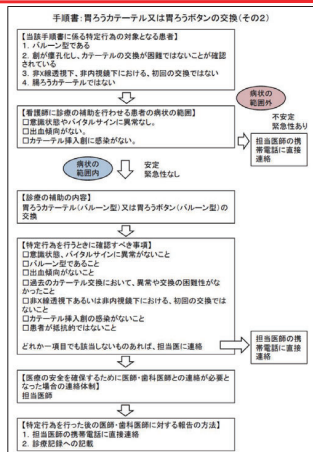 手順書：胃ろうカテーテル又は胃ろうボタンの交換（その2）
【当該手順書に係る特定行為の対象となる患者】
1. バルーン型である
2. 創が瘻孔化し、カテーテルの交換が困難ではないことが確認
されている
3. 非X線透視下、非内視鏡下における、初回の交換ではない
4. 腸ろうカテーテルではない
病状の
範囲外
【看護師に診療の補助を行わせる患者の病状の範囲】
□意識状態やバイタルサインに異常なし。
□出血傾向がない。
□カテーテル挿入創に感染がない。
不安定
緊急性あり
担当医師の携
帯電話に直接
連絡
病状の
範囲内
安定
緊急性なし
【診療の補助の内容】
胃ろうカテーテル(バルーン型)又は胃ろうボタン(バルーン型)の
交換
【特定行為を行うときに確認すべき事項】
□意識状態、バイタルサインに異常がないこと
□バルーン型であること
□出血傾向がないこと
□過去のカテーテル交換において、異常や交換の困難性がな
かったこと
□非X線透視下あるいは非内視鏡下における、初回の交換では
ないこと
□カテーテル挿入創の感染がないこと
□患者が抵抗的ではないこと
どれか一項目でも該当しないものあれば、担当医に連絡
担当医師の携
帯電話に直接
連絡
【医療の安全を確保するために医師・歯科医師との連絡が必要と
なった場合の連絡体制】
担当医師
【特定行為を行った後の医師・歯科医師に対する報告の方法】
1. 担当医師の携帯電話に直接連絡
2. 診療記録への記載